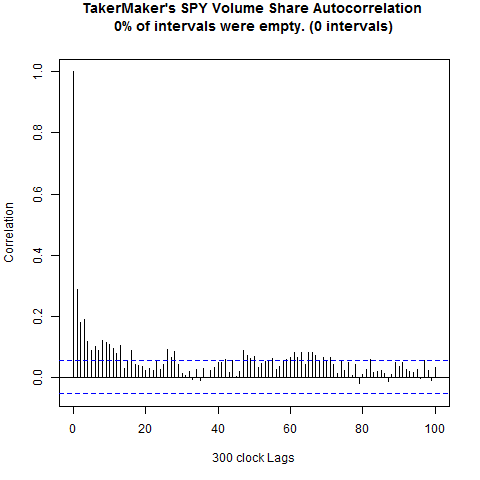 TakerMaker's SPY Volume Share Autocorrelation
0% of intervals were empty. (0 intervals)
Correlation
1.0
0.8
0.6
0.4
0.2
0.0
0 20 40 60 80 100
300 clock Lags